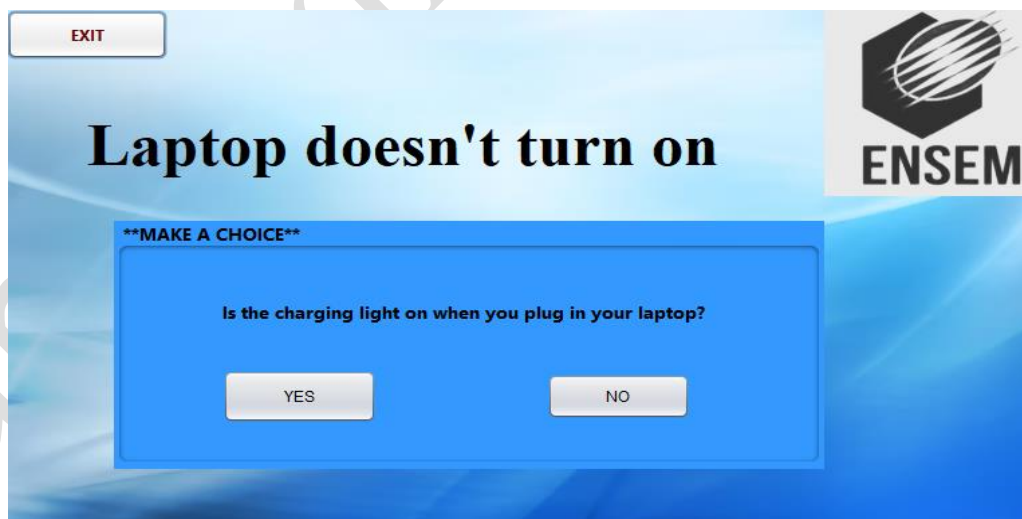 EXIT
Laptop doesn't turn on
ENSEM
**MAKE A CHOICE**
Is the charging light on when you plug in your laptop?
YES
NO